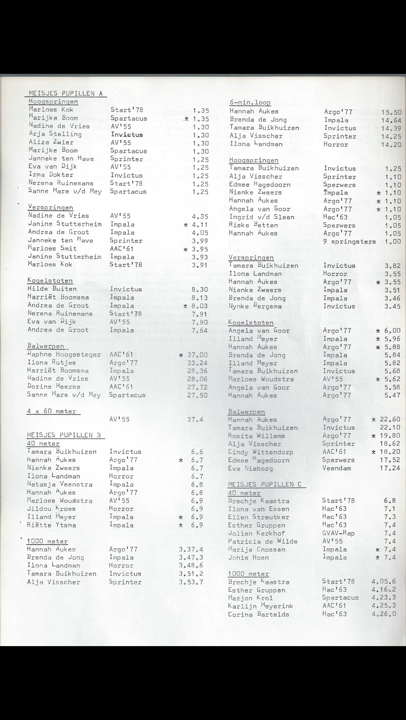 MEISJES PUPILLEN A
Hoogspringen
Marloes Kok Start'78 1.35
Marijke Boom Spartacus * 1.35
Nadine de Vries AV'55 1.30
Arja Stelling Invictus 1.30
Aliza Zwier AV'55 1.30
Marijke Boom Spartacus 1.30
Janneke ten Have Sprinter 1.25
Eva van Dijk AV'55 1.25
Irma Dokter Invictus 1.25
Nerena Ruinemans Start'78 1.25
Sanne Mare v/d Mey Spartacus 1.25
Verspringen
Nadine de Vries AV'55 4,35
Janine Stutterheim Impala * 4,11
Andrea de Groot Impala 4,05
Janneke ten Have Sprinter 3,99
Marloes Smit AAC'61 * 3,95
Janine Stutterheim Impala 3,93
Marloes Kok Start'78 3,91
Kogelstoten
Hilde Buiten Invictus 8,30
Harriët Boomsma Impala 8,13
Andrea de Groot Impala * 8,03
Nerena Ruinemans Start'78 7,91
Eva van Dijk AV'55 7,90
Andrea de Groot Impala 7,64
Balwerpen
Daphne Hoogesteger AAC'61 * 37,00
Ilona Rutjes Argo'77 33,24
Harriët Boomsma Impala 28,36
Nadine de Vries AV'55 28,06
Dorine Meeres AAC'61 27,72
Sanne Mare v/d Mey Spartacus 27,50
4 x 60 meter
AV'55 37.4
MEISJES PUPILLEN B
40 meter
Tamara Buikhuizen Invictus 6.6
Hannah Aukes Argo'77 6.7
Nienke Zweers Impala 6.7
Ilona Landman Horror 6.7
Natasja Veenstra Impala 6.8
Hannah Aukes Argo'77 6.8
Marloes Woudstra AV'55 6.9
Jildou Kroes Horror 6.9
Illand Meyer Impala * 6.9
Riëtte Ytsma Impala * 6.9
1000 meter
Hannah Aukes Argo'77 3.37,4
Brenda de Jong Impala 3.47,3
Ilona Landman Horror 3.48,6
Tamara Buikhuizen Invictus 3.51,2
Alja Visscher Sprinter 3.53,7
6-min.loop
Hannah Aukes Argo'77 15.50
Brenda de Jong Impala 14.64
Tamara Buikhuizen Invictus 14.39
Alja Visscher Sprinter 14.25
Ilona Landman Horror 14.20
Hoogspringen
Tamara Buikhuizen Invictus 1,25
Alja Visscher Sprinter 1,10
Edmee Magedoorn Sperwers 1,10
Nienke Zweers Impala * 1,10
Hannah Aukes Argo'77 * 1,10
Angela van Goor Argo'77 * 1,10
Ingrid v/d Sleen Hac'63 1,05
Riske Betten Sperwers 1,05
Hannah Aukes Argo'77 1,05
9 springsters 1,00
Verspringen
Tamara Buikhuizen Invictus 3,82
Ilona Landman Horror 3,55
Hannah Aukes Argo'77 * 3,55
Nienke Zweers Impala 3,51
Brenda de Jong Impala 3,46
Nynke Bergsma Invictus 3,45
Kogelstoten
Angela van Goor Argo'77 * 6,00
Illand Meyer Impala * 5,96
Hannah Aukes Argo'77 * 5,88
Brenda de Jong Impala 5,84
Illand Meyer Impala 5,82
Tamara Buikhuizen Invictus 5,68
Marloes Woudstra AV'55 * 5,62
Angela van Goor Argo'77 5,58
Hannah Aukes Argo'77 5,47
Balwerpen
Hannah Aukes Argo'77 * 22,60
Tamara Buikhuizen Invictus 22,10
Rosita Willems Argo'77 * 19,80
Alja Visscher Sprinter 18,62
Cindy Wittendorp AAC'61 * 18,20
Edmee Magedoorn Sperwers 17,52
Eva Nieborg Veendam 17,24
MEISJES PUPILLEN C
40 meter
Brechje Kaastra Start'78 6,8
Ilona van Essen Hac'63 7,1
Ellen Streutker Hac'63 7,3
Esther Gruppen Hac'63 7,4
Jolien Kerkhof GVAV-Rap 7,4
Patricia de Wilde AV'55 7,4
Marije Cnossen Impala * 7,4
Jonie Hoen Impala * 7,4
1000 meter
Brechje Kaastra Start'78 4.05,6
Esther Gruppen Hac'63 4.16,2
Marjon Krol Spartacus 4.23,3
Karlijn Meyerink AAC'61 4.25,3
Corina Bartelds Hac'63 4.26,0